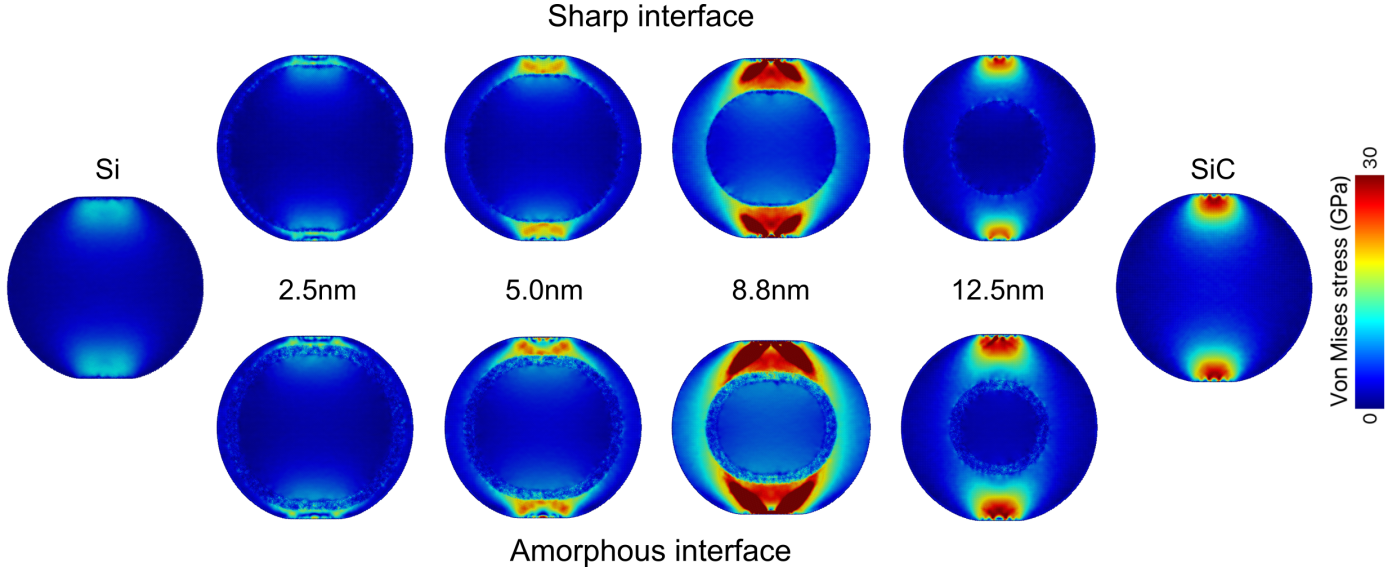 Sharp interface
Si
SiC
2.5nm
5.0nm
8.8nm
12.5nm
Von Mises stress (GPa)
30
0
Amorphous interface